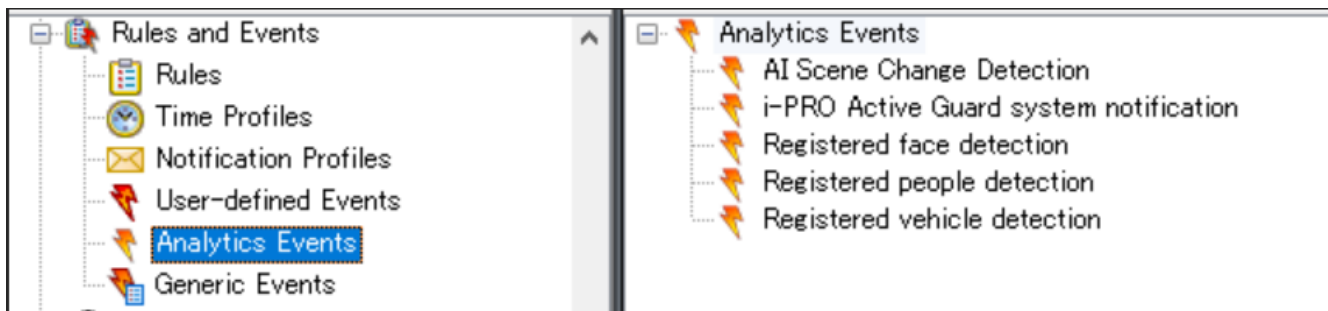 Rules and Events
Rules
Time Profiles
Notification Profiles
User-defined Events
Analytics Events
Generic Events
Analytics Events
AI Scene Change Detection
i-PRO Active Guard system notification
Registered face detection
Registered people detection
Registered vehicle detection